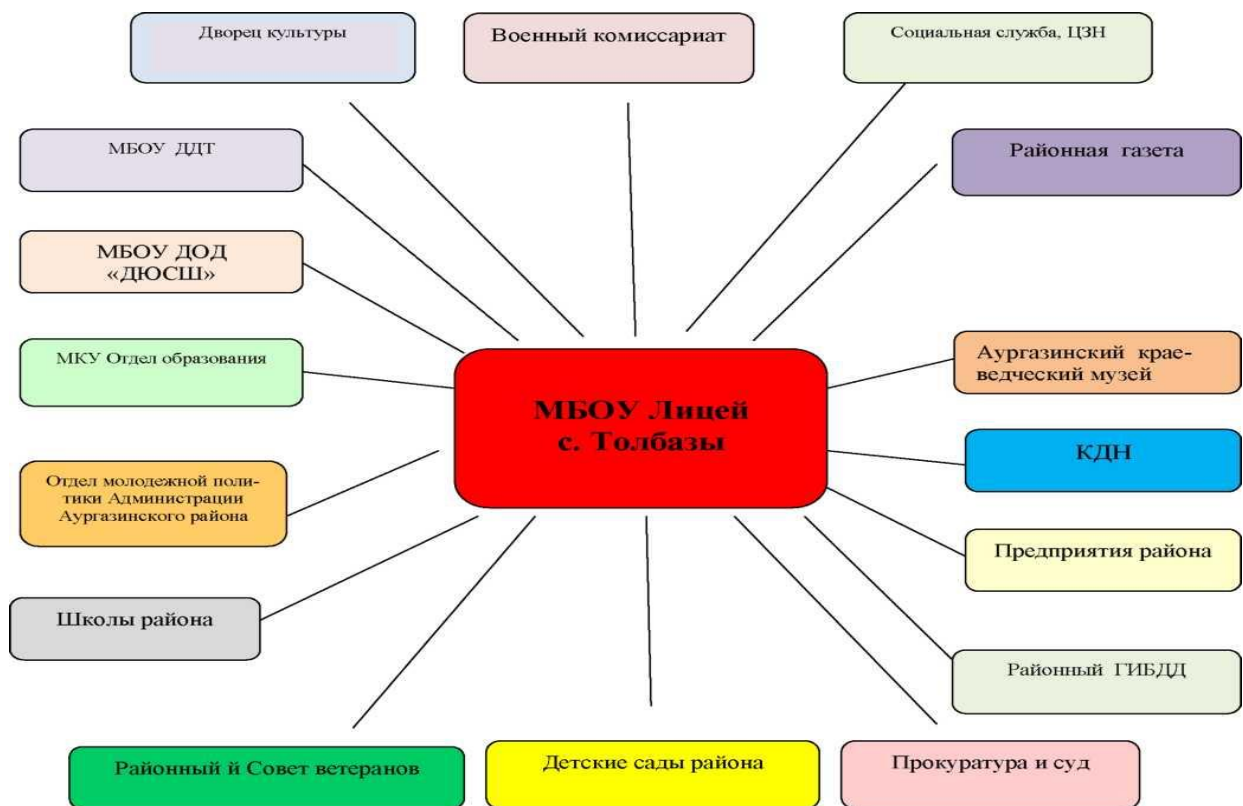 Дворец культуры
Военный комиссариат
Социальная служба, ЦЗН
МБОУ ДДТ
Районная газета
МБОУ ДОД
«ДЮСШ»
МКУ Отдел образования
Аургазинский крае-
ведческий музей
МБОУ Лицей
с. Толбазы
КДН
Отдел молодежной поли-
тики Администрации
Аургазинского района
Предприятия района
Школы района
Районный ГИБДД
Районный й Совет ветеранов
Детские сады района
Прокуратура и суд